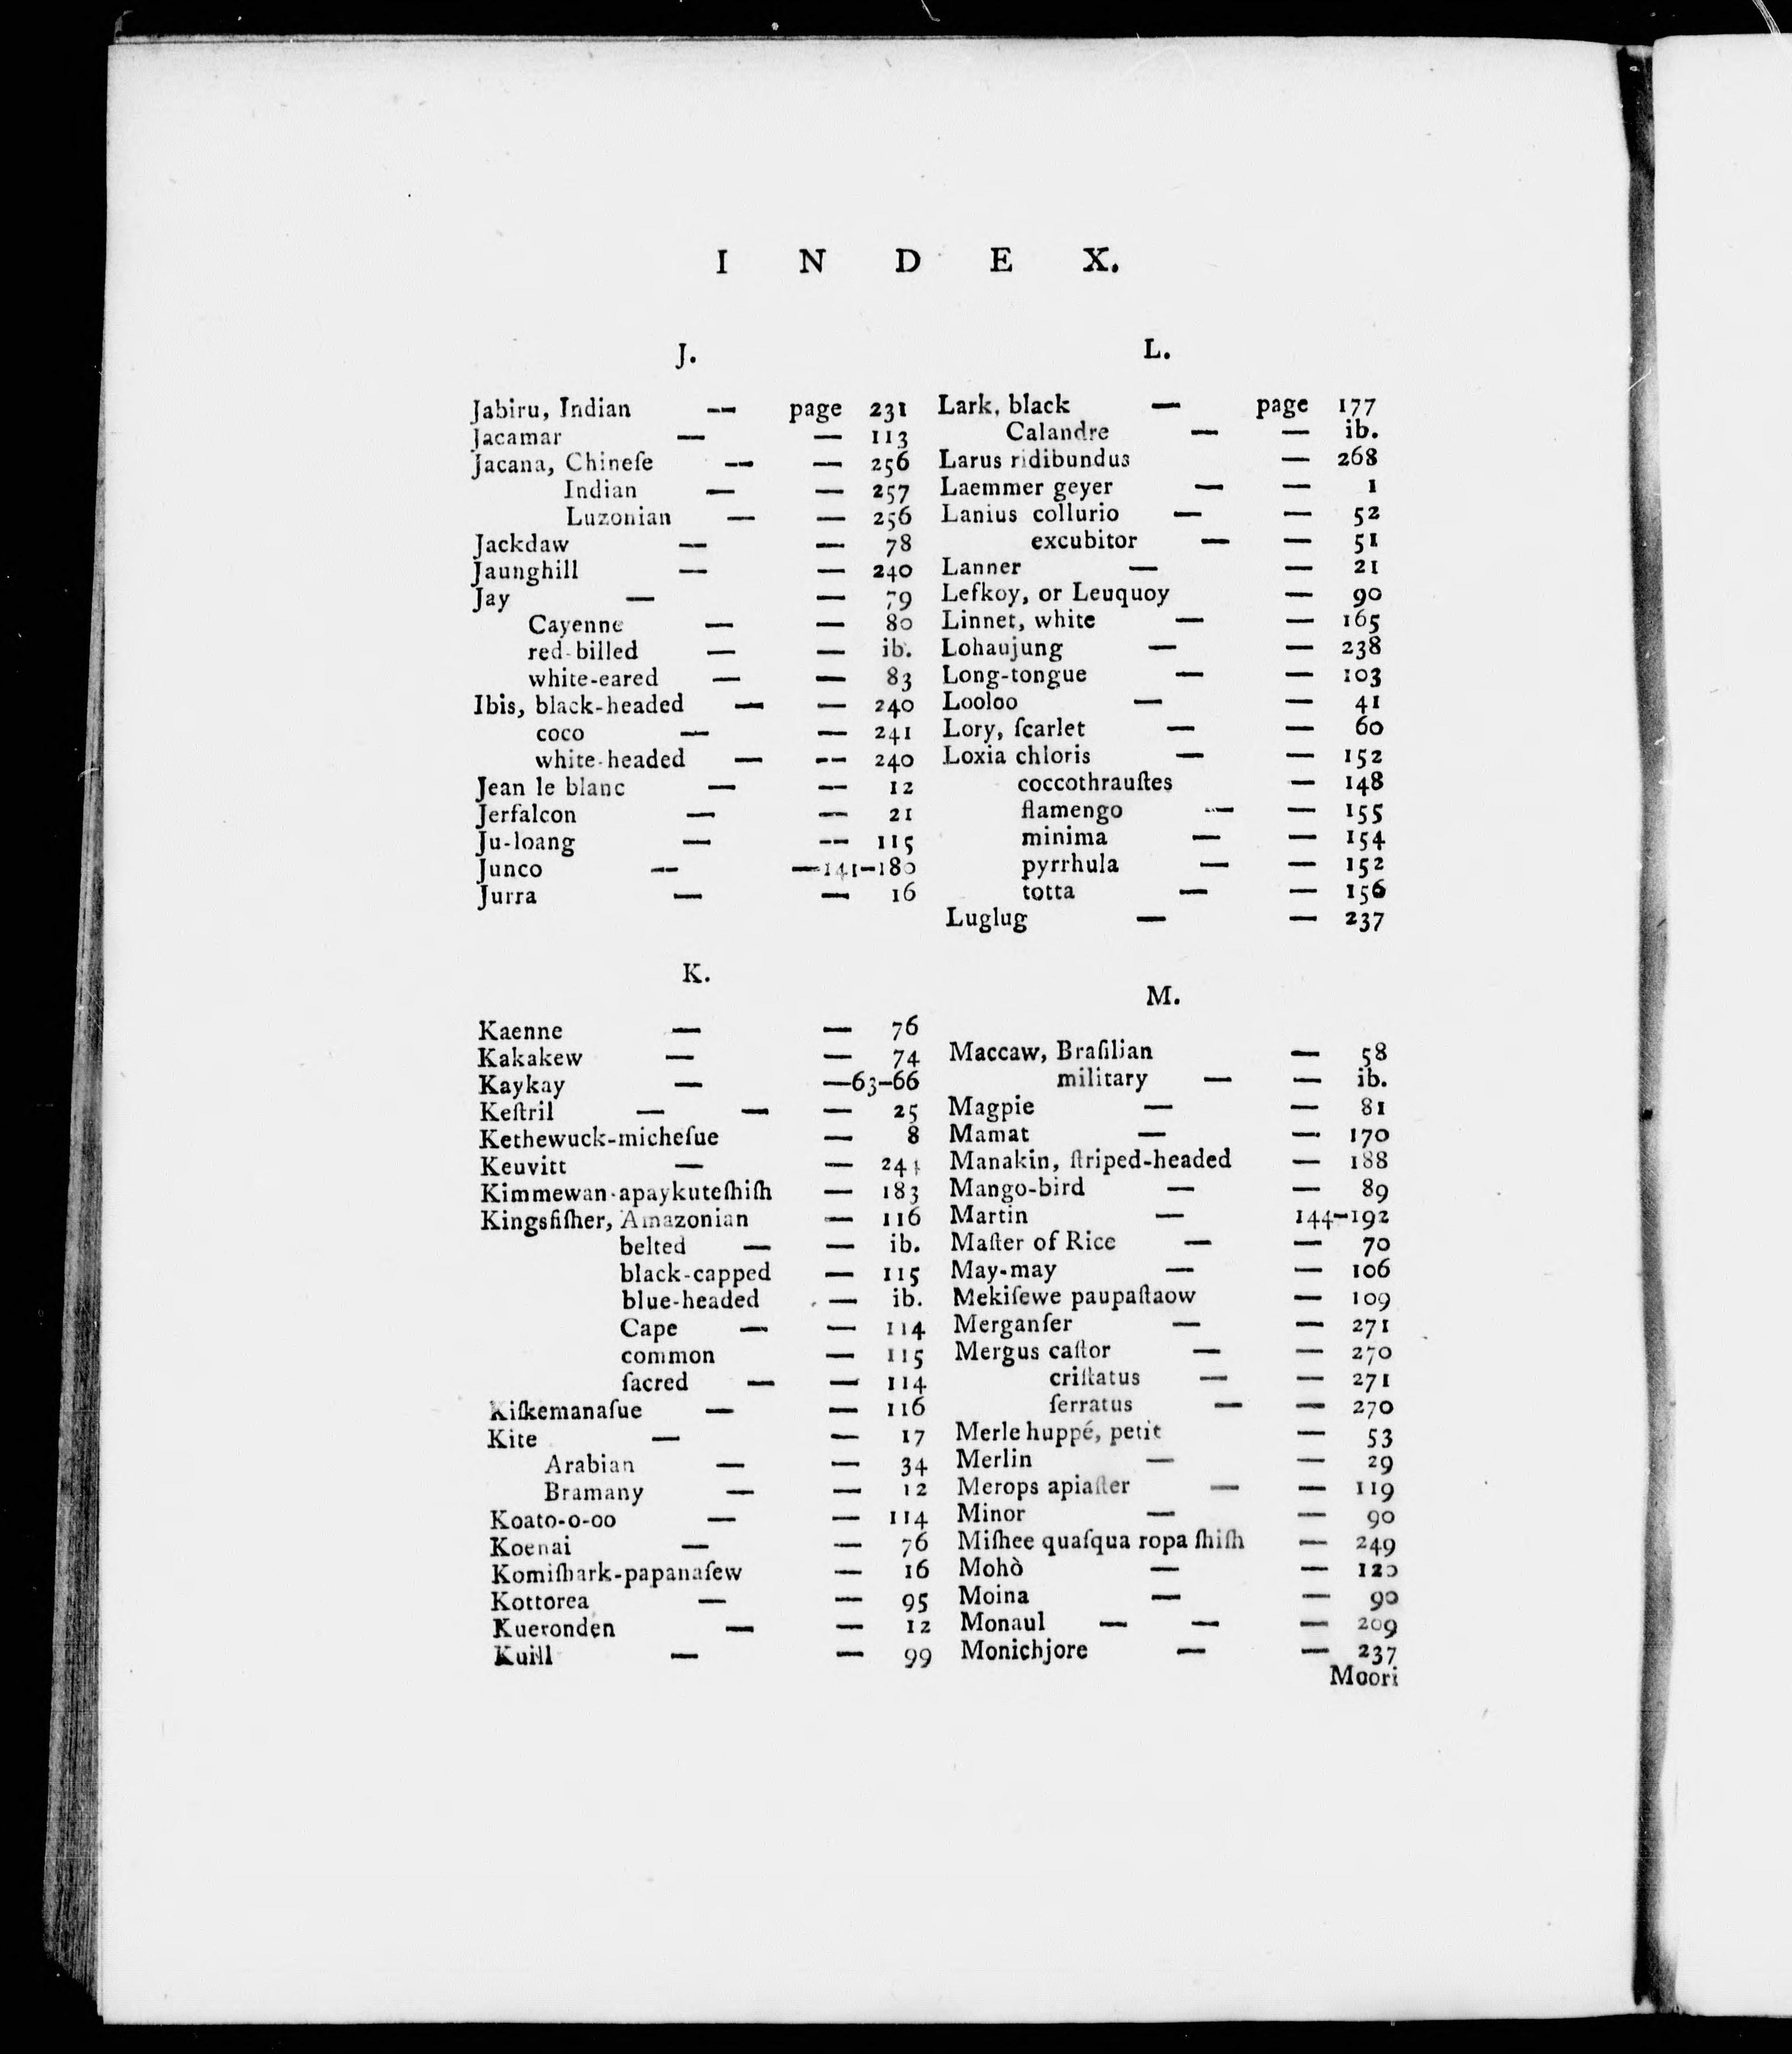 I N D E X.
J.
Jabiru, Indian — page 231
Jacamar — — 113
Jacana, Chineſe — — 256
Indian — — 257
Luzonian — — 256
Jackdaw — — 78
Jaunghill — — 240
Jay — — 79
Cayenne — — 80
red-billed — — ib.
white-eared — — 83
Ibis, black-headed — — 240
coco — — 241
white-headed — — 240
Jean le blanc — — 12
Jerfalcon — — 21
Ju-loang — — 115
Junco — —141–180
Jurra — — 16
K.
Kaenne — — 76
Kakakew — — 74
Kaykay — —63–66
Keſtril — — — 25
Kethewuck-micheſue — 8
Keuvitt — —
Kimmewan-apaykuteſhiſh — 183
Kingsfiſher, Amazonian — 116
belted — — ib.
black-capped — 115
blue-headed — ib.
Cape — — 114
common — 115
ſacred — — 114
Kiſkemanaſue — — 116
Kite — — 17
Arabian — — 34
Bramany — — 12
Koato-o-oo — — 114
Koenai — — 76
Komiſhark-papanaſew — 16
Kottorea — — 95
Kueronden — — 12
Kurll — — 99
L.
Lark, black — page 177
Calandre — — ib.
Larus ridibundus — 268
Laemmer geyer — — 1
Lanius collurio — — 52
excubitor — — 51
Lanner — — 21
Lefkoy, or Leuquoy — 90
Linnet, white — — 165
Lohaujung — — 238
Long-tongue — — 103
Looloo — — 41
Lory, ſcarlet — — 60
Loxia chloris — — 152
coccothrauſtes — 148
flamengo — — 155
minima — — 154
pyrrhula — — 152
totta — — 156
Luglug — — 237
M.
Maccaw, Braſilian — 58
military — — ib.
Magpie — — 81
Mamat — — 170
Manakin, ſtriped-headed — 188
Mango-bird — — 89
Martin — 144–192
Maſter of Rice — — 70
May-may — — 106
Mekiſewe paupaſtaow — 109
Merganſer — — 271
Mergus caſtor — — 270
criſtatus — — 271
ſerratus — — 270
Merle huppé, petit — 53
Merlin — — 29
Merops apiaſter — — 119
Minor — — 90
Miſhee quaſqua ropa ſhiſh — 249
Mohò — — 120
Moina — — 90
Monaul — — — 209
Monichjore — — 237
Moori